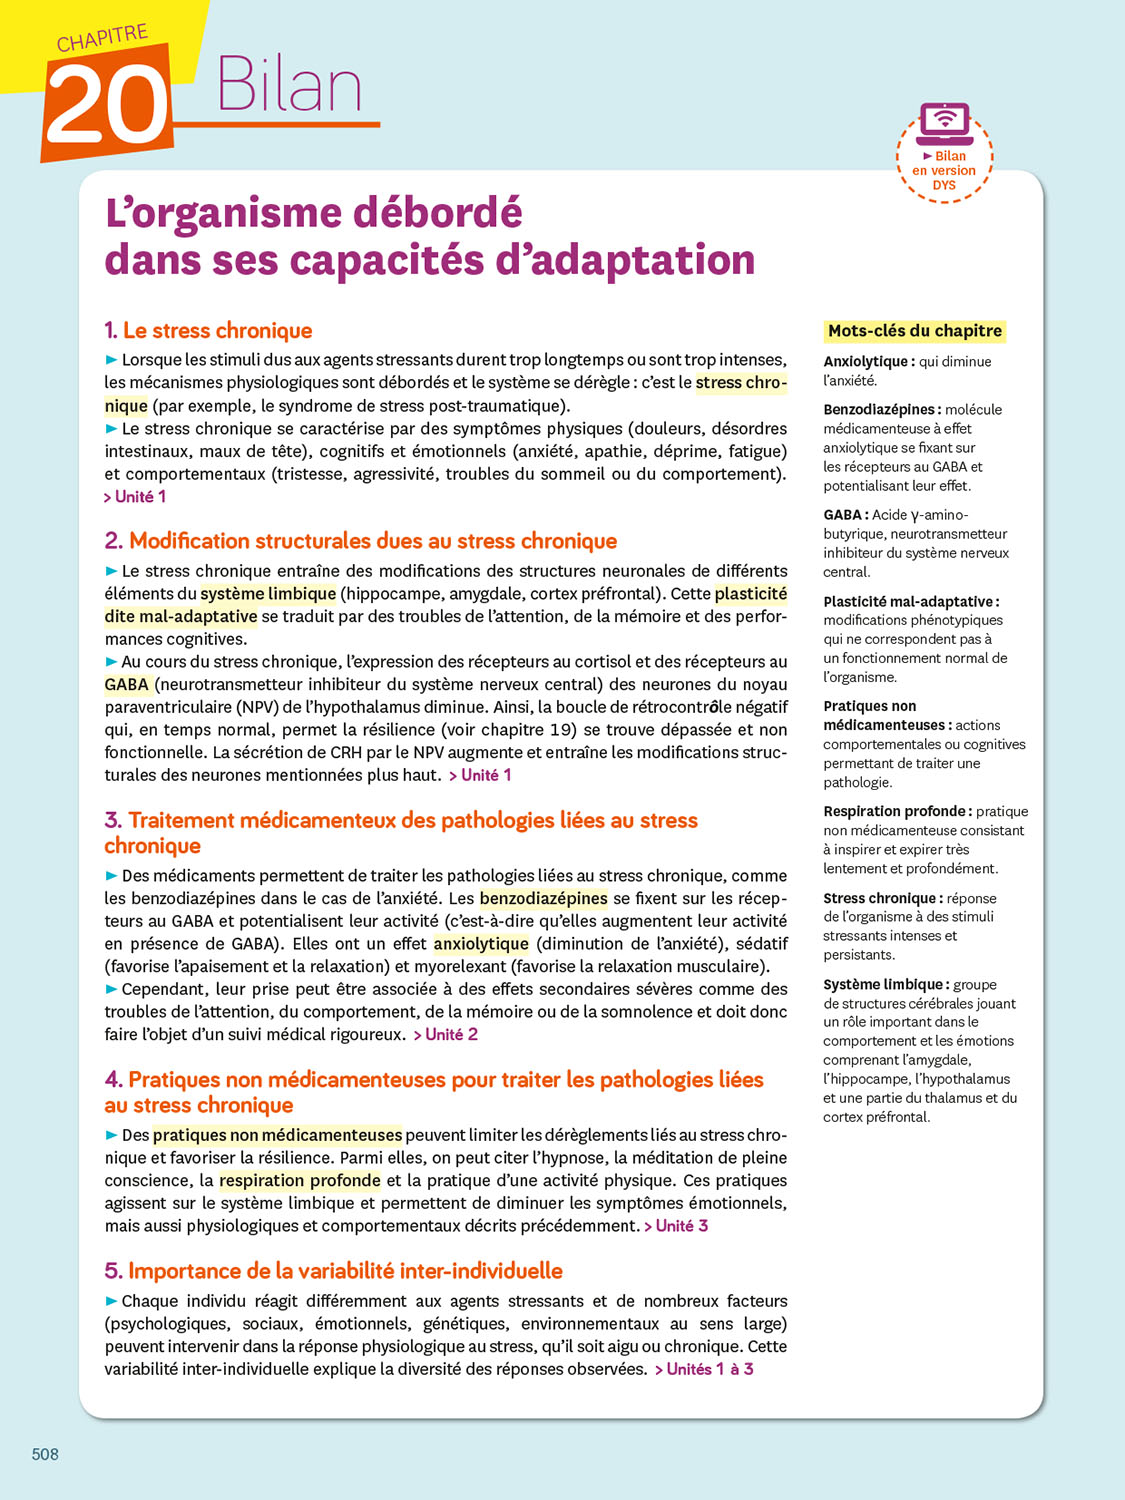 CHAPITRE
20 Bilan
► Bilan
en version
DYS
L’organisme débordé
dans ses capacités d’adaptation
1. Le stress chronique
► Lorsque les stimuli dus aux agents stressants durent trop longtemps ou sont trop intenses,
les mécanismes physiologiques sont débordés et le système se dérègle : c’est le stress chro-
nique (par exemple, le syndrome de stress post-traumatique).
► Le stress chronique se caractérise par des symptômes physiques (douleurs, désordres
intestinaux, maux de tête), cognitifs et émotionnels (anxiété, apathie, déprime, fatigue)
et comportementaux (tristesse, agressivité, troubles du sommeil ou du comportement).
> Unité 1
2. Modification structurales dues au stress chronique
► Le stress chronique entraîne des modifications des structures neuronales de différents
éléments du système limbique (hippocampe, amygdale, cortex préfrontal). Cette plasticité
dite mal-adaptative se traduit par des troubles de l’attention, de la mémoire et des perfor-
mances cognitives.
► Au cours du stress chronique, l’expression des récepteurs au cortisol et des récepteurs au
GABA (neurotransmetteur inhibiteur du système nerveux central) des neurones du noyau
paraventriculaire (NPV) de l’hypothalamus diminue. Ainsi, la boucle de rétrocontrôle négatif
qui, en temps normal, permet la résilience (voir chapitre 19) se trouve dépassée et non
fonctionnelle. La sécrétion de CRH par le NPV augmente et entraîne les modifications struc-
turales des neurones mentionnées plus haut. > Unité 1
3. Traitement médicamenteux des pathologies liées au stress
chronique
► Des médicaments permettent de traiter les pathologies liées au stress chronique, comme
les benzodiazépines dans le cas de l’anxiété. Les benzodiazépines se fixent sur les récep-
teurs au GABA et potentialisent leur activité (c’est-à-dire qu’elles augmentent leur activité
en présence de GABA). Elles ont un effet anxiolytique (diminution de l’anxiété), sédatif
(favorise l’apaisement et la relaxation) et myorelexant (favorise la relaxation musculaire).
► Cependant, leur prise peut être associée à des effets secondaires sévères comme des
troubles de l’attention, du comportement, de la mémoire ou de la somnolence et doit donc
faire l’objet d’un suivi médical rigoureux. > Unité 2
4. Pratiques non médicamenteuses pour traiter les pathologies liées
au stress chronique
► Des pratiques non médicamenteuses peuvent limiter les dérèglements liés au stress chro-
nique et favoriser la résilience. Parmi elles, on peut citer l’hypnose, la méditation de pleine
conscience, la respiration profonde et la pratique d’une activité physique. Ces pratiques
agissent sur le système limbique et permettent de diminuer les symptômes émotionnels,
mais aussi physiologiques et comportementaux décrits précédemment. > Unité 3
5. Importance de la variabilité inter-individuelle
► Chaque individu réagit différemment aux agents stressants et de nombreux facteurs
(psychologiques, sociaux, émotionnels, génétiques, environnementaux au sens large)
peuvent intervenir dans la réponse physiologique au stress, qu’il soit aigu ou chronique. Cette
variabilité inter-individuelle explique la diversité des réponses observées. > Unités 1 à 3
Mots-clés du chapitre
Anxiolytique : qui diminue
l’anxiété.
Benzodiazépines : molécule
médicamenteuse à effet
anxiolytique se fixant sur
les récepteurs au GABA et
potentialisant leur effet.
GABA : Acide γ-amino-
butyrique, neurotransmetteur
inhibiteur du système nerveux
central.
Plasticité mal-adaptative :
modifications phénotypiques
qui ne correspondent pas à
un fonctionnement normal de
l’organisme.
Pratiques non
médicamenteuses : actions
comportementales ou cognitives
permettant de traiter une
pathologie.
Respiration profonde : pratique
non médicamenteuse consistant
à inspirer et expirer très
lentement et profondément.
Stress chronique : réponse
de l’organisme à des stimuli
stressants intenses et
persistants.
Système limbique : groupe
de structures cérébrales jouant
un rôle important dans le
comportement et les émotions
comprenant l’amygdale,
l’hippocampe, l’hypothalamus
et une partie du thalamus et du
cortex préfrontal.
508